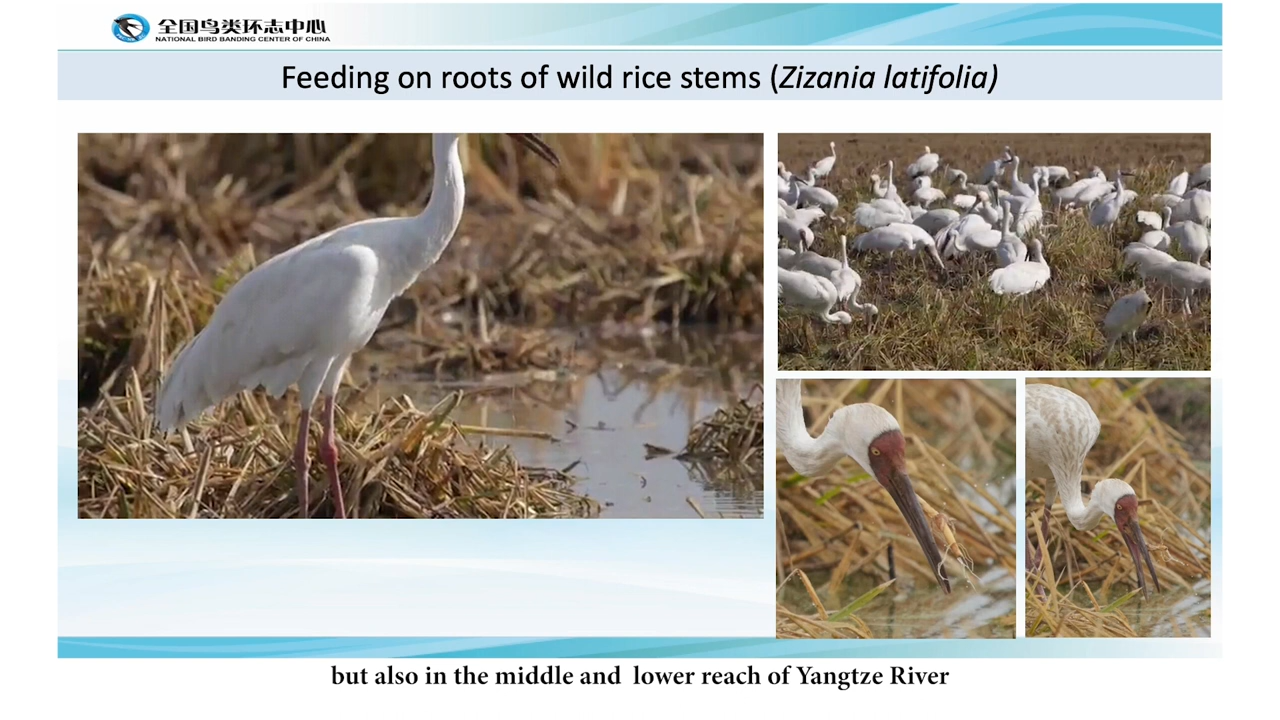 全国鸟类环志中心
NATIONAL BIRD BANDING CENTER OF CHINA
Feeding on roots of wild rice stems (Zizania latifolia)
but also in the middle and lower reach of Yangtze River